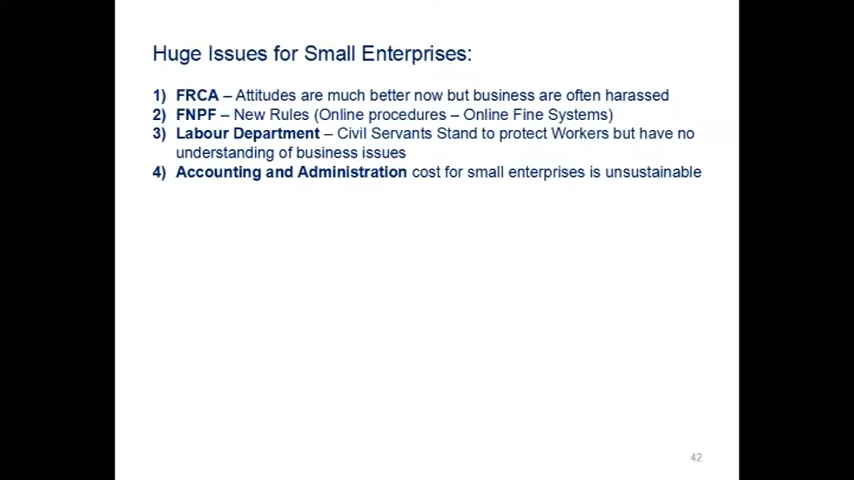 Huge Issues for Small Enterprises:
1) FRCA – Attitudes are much better now but business are often harassed
2) FNPF – New Rules (Online procedures – Online Fine Systems)
3) Labour Department – Civil Servants Stand to protect Workers but have no
understanding of business issues
4) Accounting and Administration cost for small enterprises is unsustainable
42